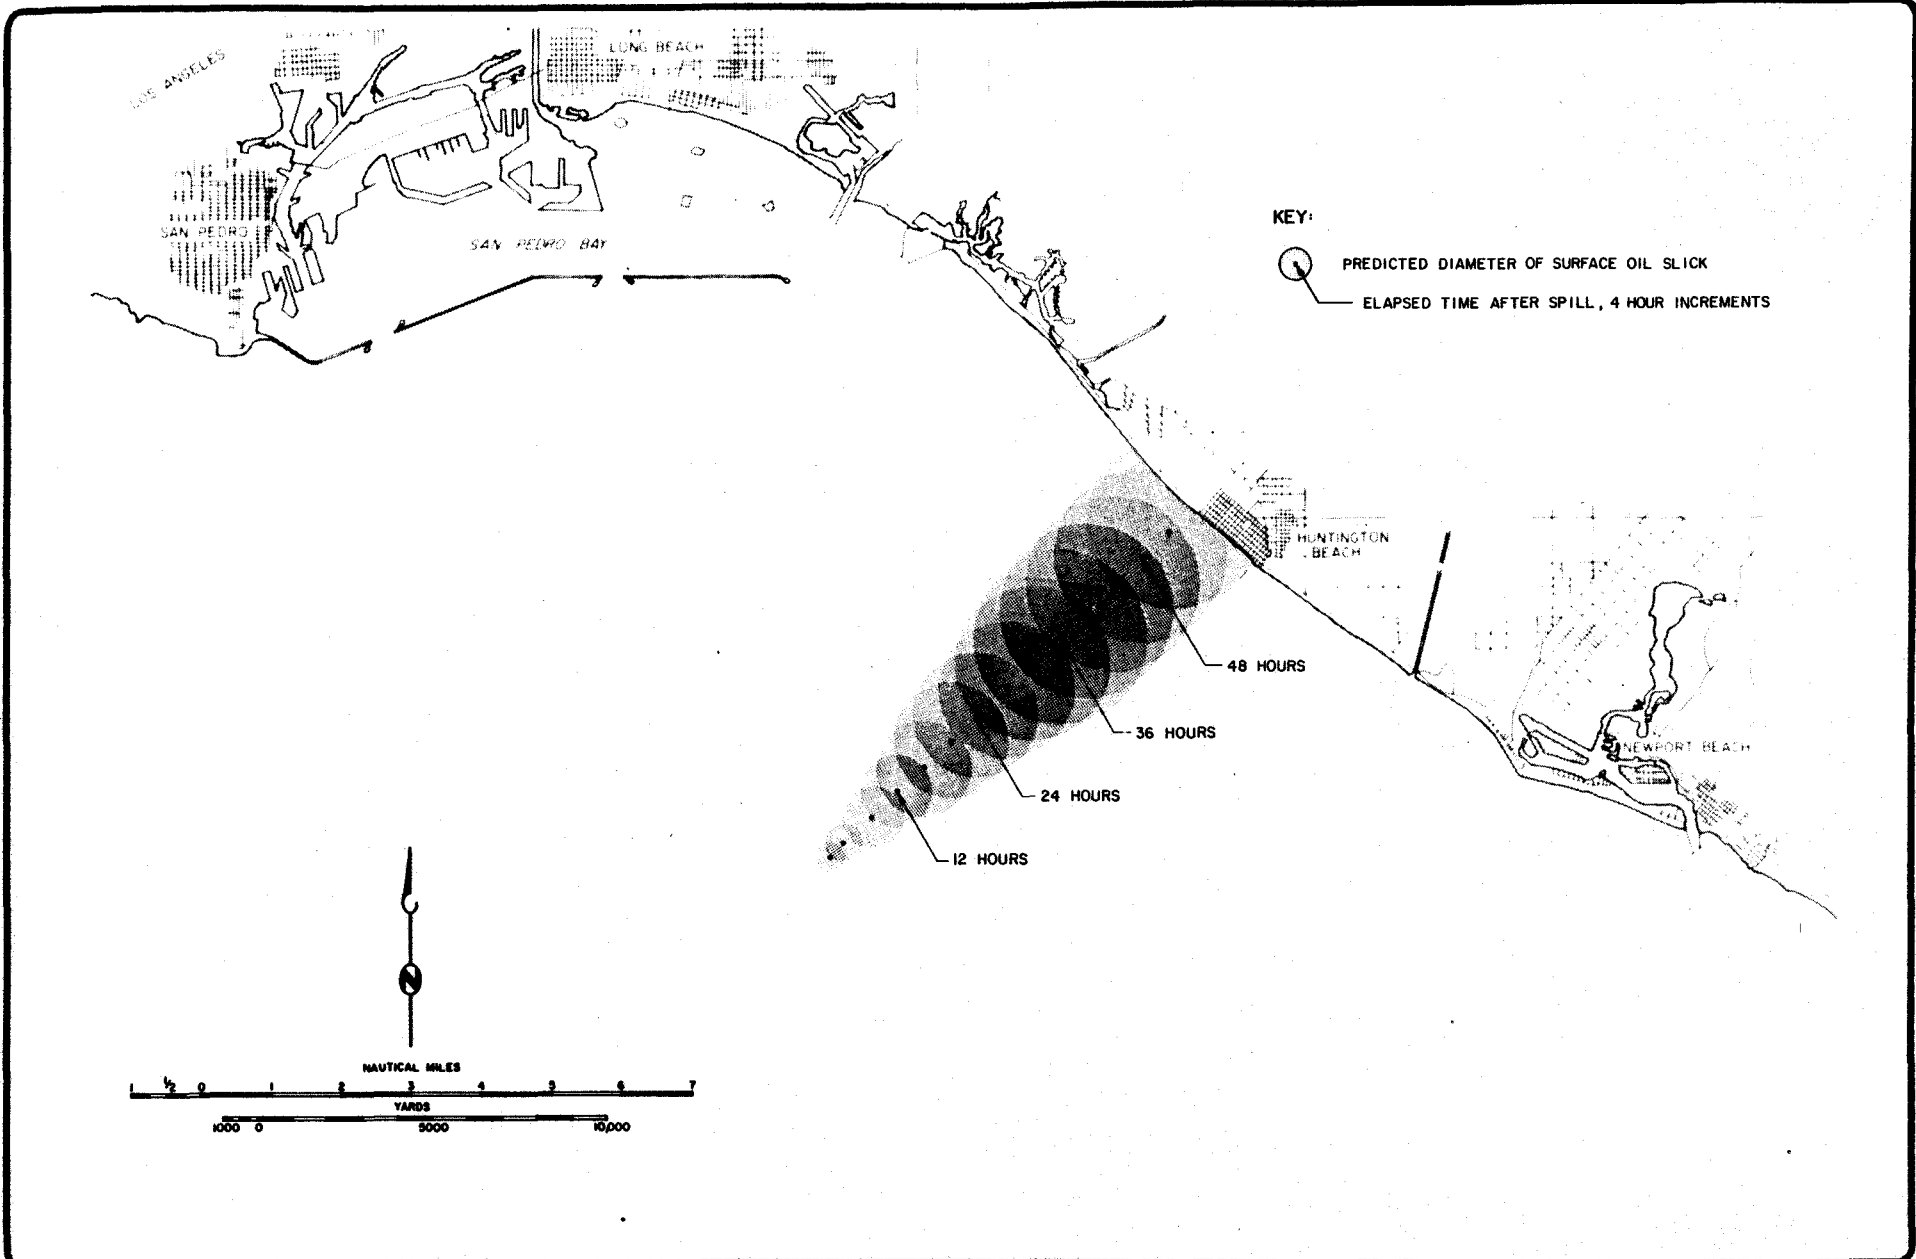 LONG BEACH
LOS ANGELES
SAN PEDRO
SAN PEDRO BAY
KEY:
PREDICTED DIAMETER OF SURFACE OIL SLICK
ELAPSED TIME AFTER SPILL, 4 HOUR INCREMENTS
HUNTINGTON
BEACH
48 HOURS
36 HOURS
NEWPORT BEACH
24 HOURS
12 HOURS
N
NAUTICAL MILES
1 1/2 0 1 2 3 4 5 6 7
YARDS
1000 0 5000 10,000